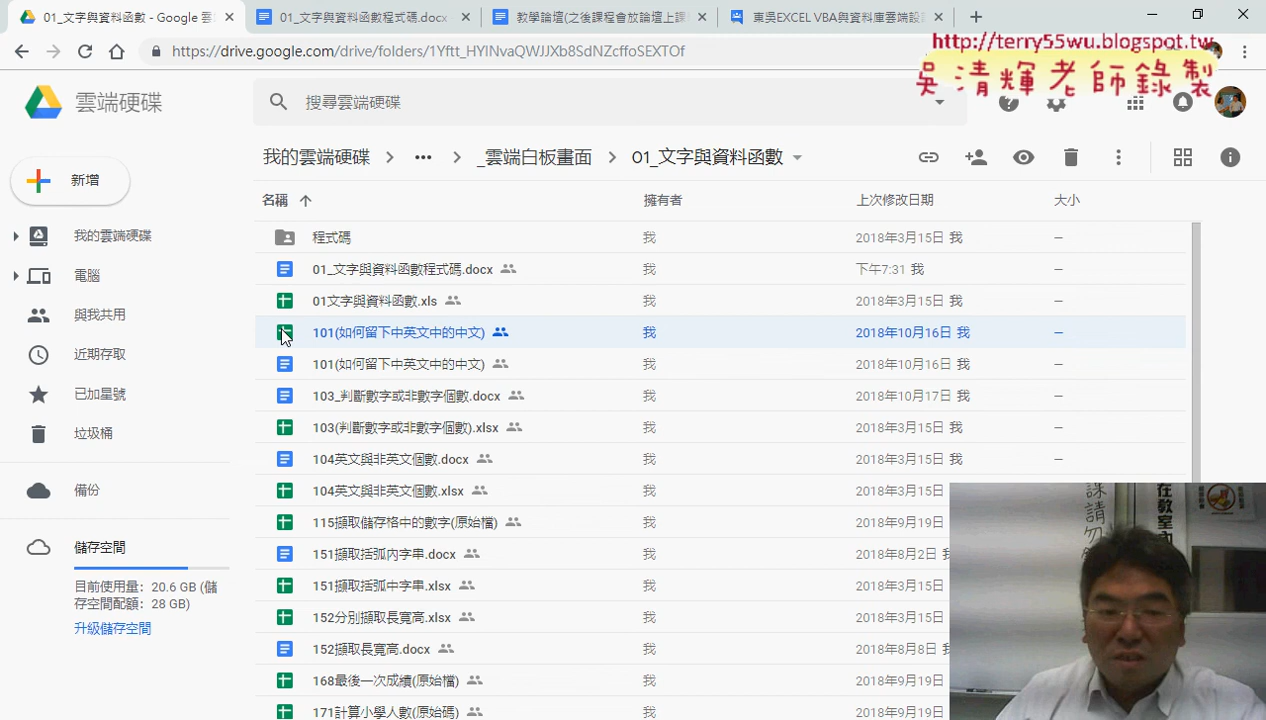 01_文字與資料函數 - Google 雲
01_文字與資料函數程式碼.docx
教學論壇(之後課程會放論壇上課
東吳EXCEL VBA與資料庫雲端設
https://drive.google.com/drive/folders/1Yftt_HYlNvaQWJJXb8SdNZcffoSEXTOf
http://terry55wu.blogspot.tw
吳清輝老師錄製
雲端硬碟
搜尋雲端硬碟
新增
我的雲端硬碟
電腦
與我共用
近期存取
已加星號
垃圾桶
備份
儲存空間
目前使用量：20.6 GB (儲
存空間配額：28 GB)
升級儲存空間
我的雲端硬碟 > ••• > _雲端白板畫面 > 01_文字與資料函數
名稱 擁有者 上次修改日期 大小
程式碼 我 2018年3月15日 我 –
01_文字與資料函數程式碼.docx 我 下午7:31 我 –
01文字與資料函數.xls 我 2018年3月15日 我 –
101(如何留下中英文中的中文) 我 2018年10月16日 我 –
101(如何留下中英文中的中文) 我 2018年10月16日 我 –
103_判斷數字或非數字個數.docx 我 2018年10月17日 我 –
103(判斷數字或非數字個數).xlsx 我 2018年3月15日 我 –
104英文與非英文個數.docx 我 2018年3月15日 我 –
104英文與非英文個數.xlsx 我 2018年3月15日
115擷取儲存格中的數字(原始檔) 我 2018年9月19日
151擷取括弧內字串.docx 我 2018年8月2日 我
151擷取括弧中字串.xlsx 我 2018年3月15日
152分別擷取長寬高.xlsx 我 2018年3月15日
152擷取長寬高.docx 我 2018年8月8日 我
168最後一次成績(原始檔) 我 2018年9月19日
171計算小學人數(原始碼) 我 2018年9月19日
課請勿
在教室內